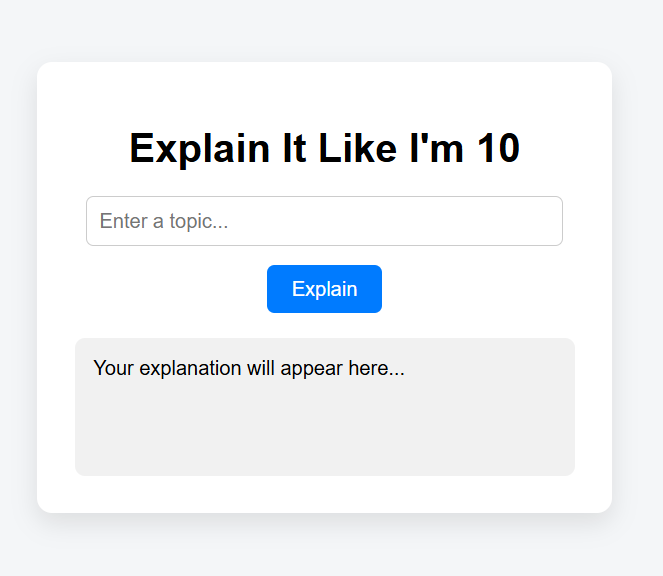 Explain It Like I'm 10
Enter a topic...
Explain
Your explanation will appear here...